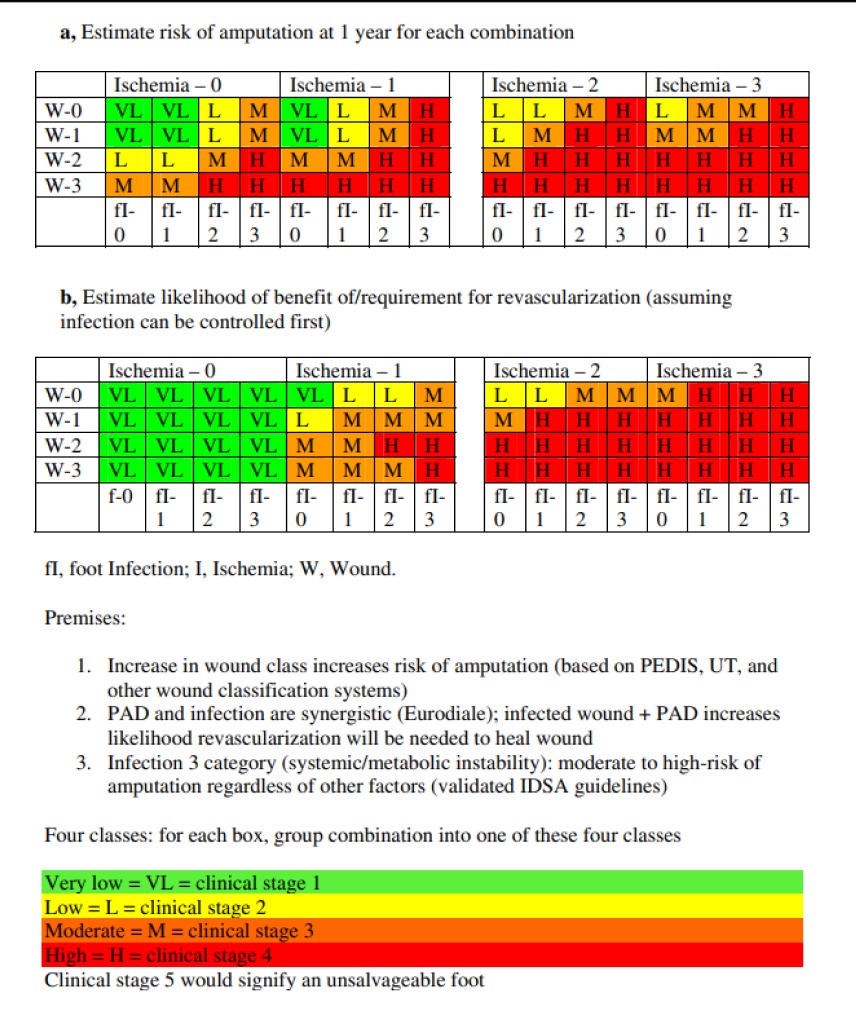 a, Estimate risk of amputation at 1 year for each combination
Ischemia – 0 Ischemia – 1 Ischemia – 2 Ischemia – 3
W-0 VL VL L M VL L M H L L M H L M M H
W-1 VL VL L M VL L M H L M H H M M H H
W-2 L L M H M M H H M H H H H H H H
W-3 M M H H H H H H H H H H H H H H
fI- fI- fI- fI- fI- fI- fI- fI- fI- fI- fI- fI- fI- fI- fI- fI-
0 1 2 3 0 1 2 3 0 1 2 3 0 1 2 3
b, Estimate likelihood of benefit of/requirement for revascularization (assuming
infection can be controlled first)
Ischemia – 0 Ischemia – 1 Ischemia – 2 Ischemia – 3
W-0 VL VL VL VL VL L L M L L M M M H H H
W-1 VL VL VL VL L M M M M H H H H H H H
W-2 VL VL VL VL M M H H H H H H H H H H
W-3 VL VL VL VL M M M H H H H H H H H H
f-0 fI- fI- fI- fI- fI- fI- fI- fI- fI- fI- fI- fI- fI- fI- fI-
1 2 3 0 1 2 3 0 1 2 3 0 1 2 3
fI, foot Infection; I, Ischemia; W, Wound.
Premises:
1. Increase in wound class increases risk of amputation (based on PEDIS, UT, and
other wound classification systems)
2. PAD and infection are synergistic (Eurodiale); infected wound + PAD increases
likelihood revascularization will be needed to heal wound
3. Infection 3 category (systemic/metabolic instability): moderate to high-risk of
amputation regardless of other factors (validated IDSA guidelines)
Four classes: for each box, group combination into one of these four classes
Very low = VL = clinical stage 1
Low = L = clinical stage 2
Moderate = M = clinical stage 3
High = H = clinical stage 4
Clinical stage 5 would signify an unsalvageable foot